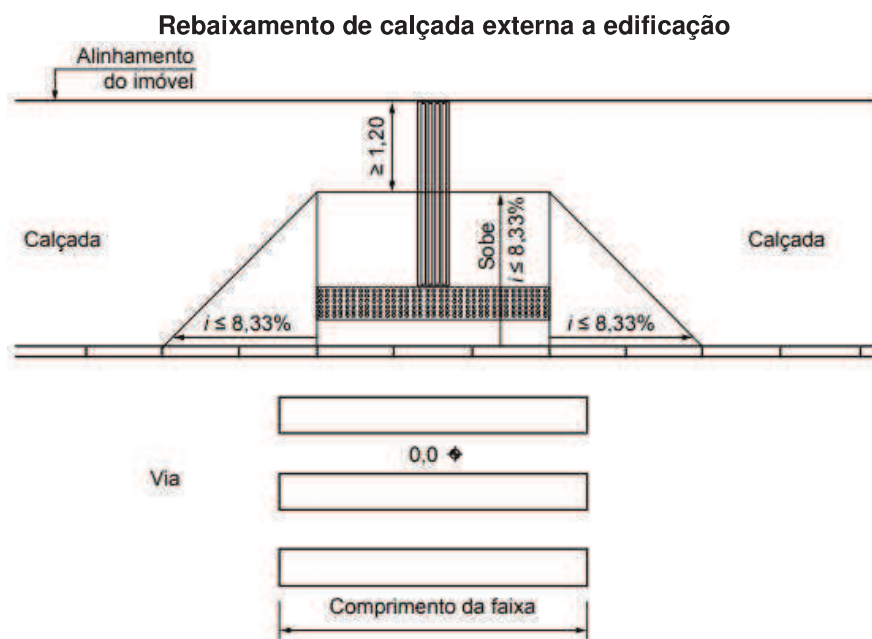 Rebaixamento de calçada externa a edificação
Alinhamento
do imóvel
≥ 1,20
Calçada
Sobe
i ≤ 8,33%
Calçada
i ≤ 8,33%
i ≤ 8,33%
0,0
Via
Comprimento da faixa